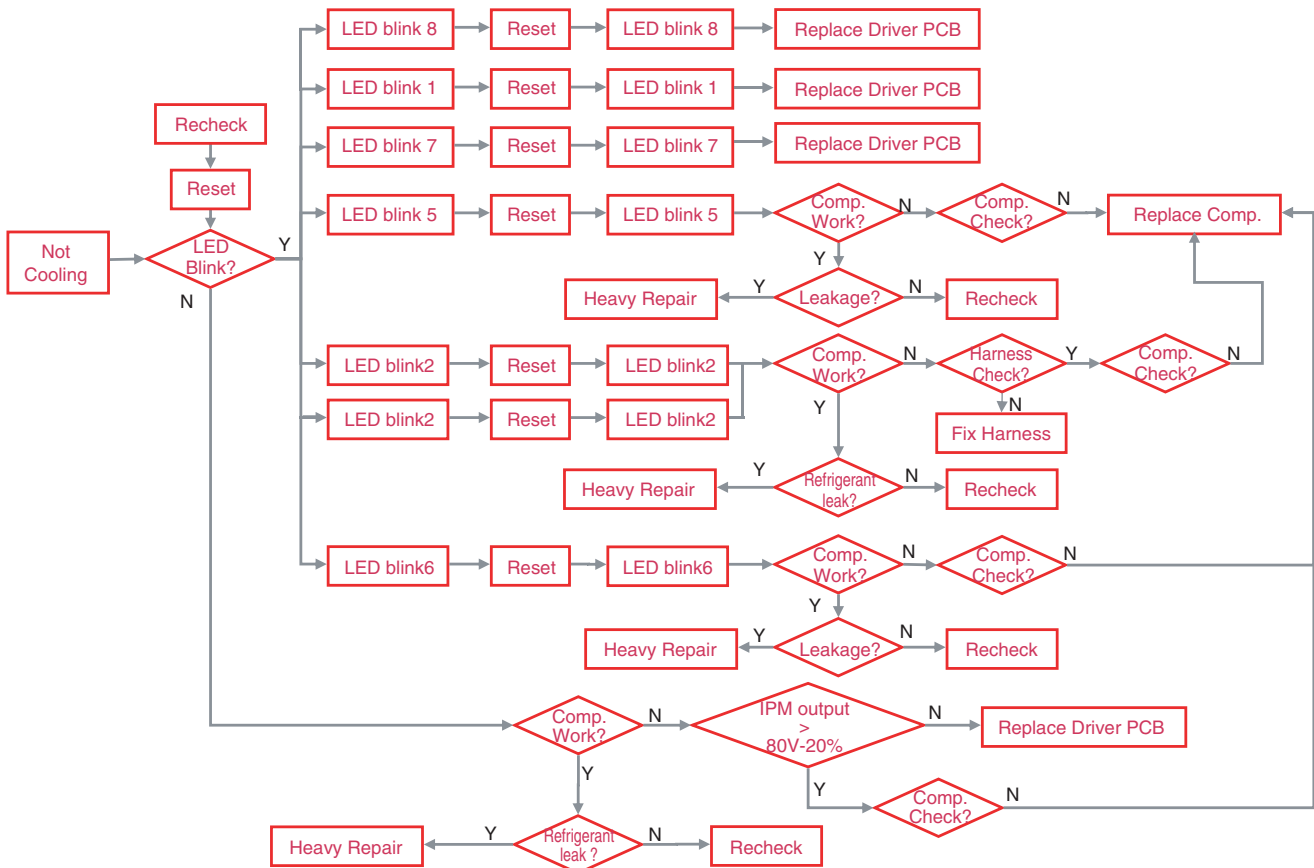 LED blink 8
Reset
LED blink 8
Replace Driver PCB
LED blink 1
Reset
LED blink 1
Replace Driver PCB
Recheck
LED blink 7
Reset
LED blink 7
Replace Driver PCB
Reset
LED blink 5
Reset
LED blink 5
Comp.
Work?
N
Comp.
Check?
N
Replace Comp.
Not
Cooling
LED
Blink?
Y
N
Y
Heavy Repair
Y
Leakage?
N
Recheck
LED blink2
Reset
LED blink2
Comp.
Work?
N
Harness
Check?
Y
Comp.
Check?
N
LED blink2
Reset
LED blink2
Y
N
Fix Harness
Heavy Repair
Y
Refrigerant
leak?
N
Recheck
LED blink6
Reset
LED blink6
Comp.
Work?
N
Comp.
Check?
N
Y
Heavy Repair
Y
Leakage?
N
Recheck
Comp.
Work?
N
IPM output
>
80V-20%
N
Replace Driver PCB
Y
Y
Comp.
Check?
N
Heavy Repair
Y
Refrigerant
leak ?
N
Recheck